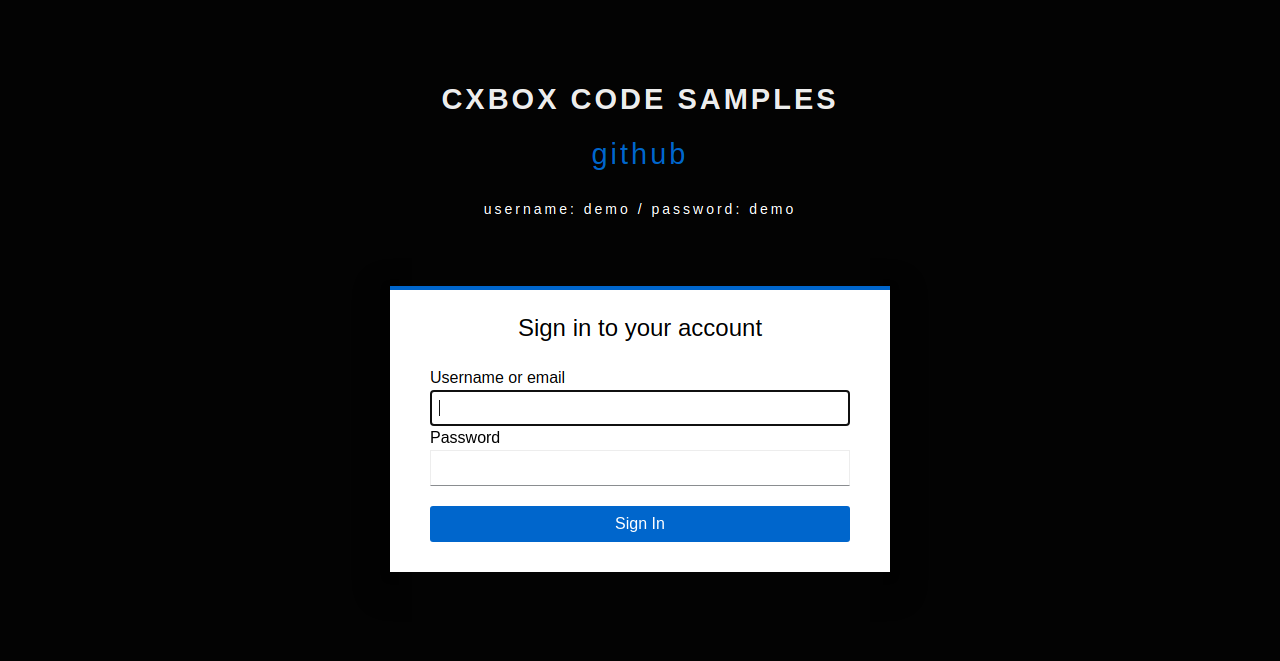 CXBOX CODE SAMPLES
github
username: demo / password: demo
Sign in to your account
Username or email
Password
Sign In